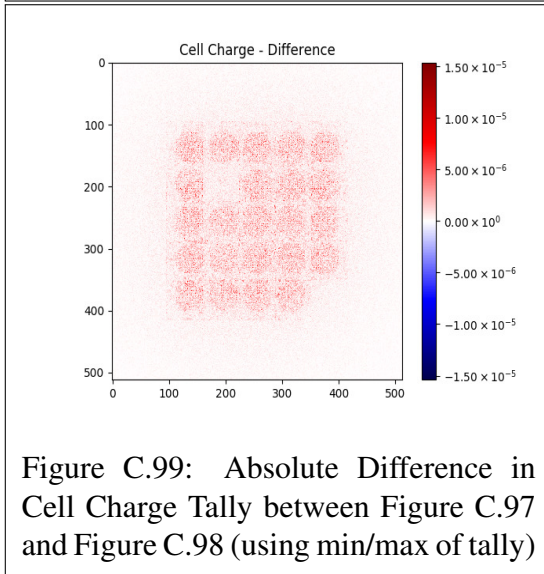 Cell Charge - Difference
0
100
200
300
400
500
0 100 200 300 400 500
1.50 × 10⁻⁵
1.00 × 10⁻⁵
5.00 × 10⁻⁶
0.00 × 10⁰
−5.00 × 10⁻⁶
−1.00 × 10⁻⁵
−1.50 × 10⁻⁵
Figure C.99: Absolute Difference in
Cell Charge Tally between Figure C.97
and Figure C.98 (using min/max of tally)